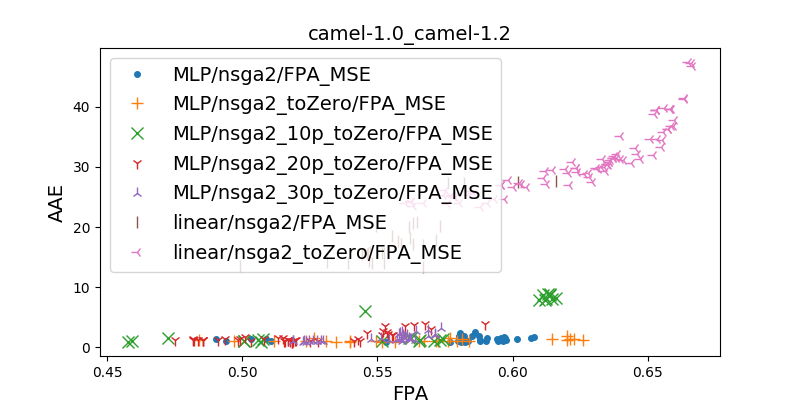 camel-1.0_camel-1.2
MLP/nsga2/FPA_MSE
MLP/nsga2_toZero/FPA_MSE
MLP/nsga2_10p_toZero/FPA_MSE
MLP/nsga2_20p_toZero/FPA_MSE
MLP/nsga2_30p_toZero/FPA_MSE
linear/nsga2/FPA_MSE
linear/nsga2_toZero/FPA_MSE
AAE
40
30
20
10
0
0.45 0.50 0.55 0.60 0.65
FPA